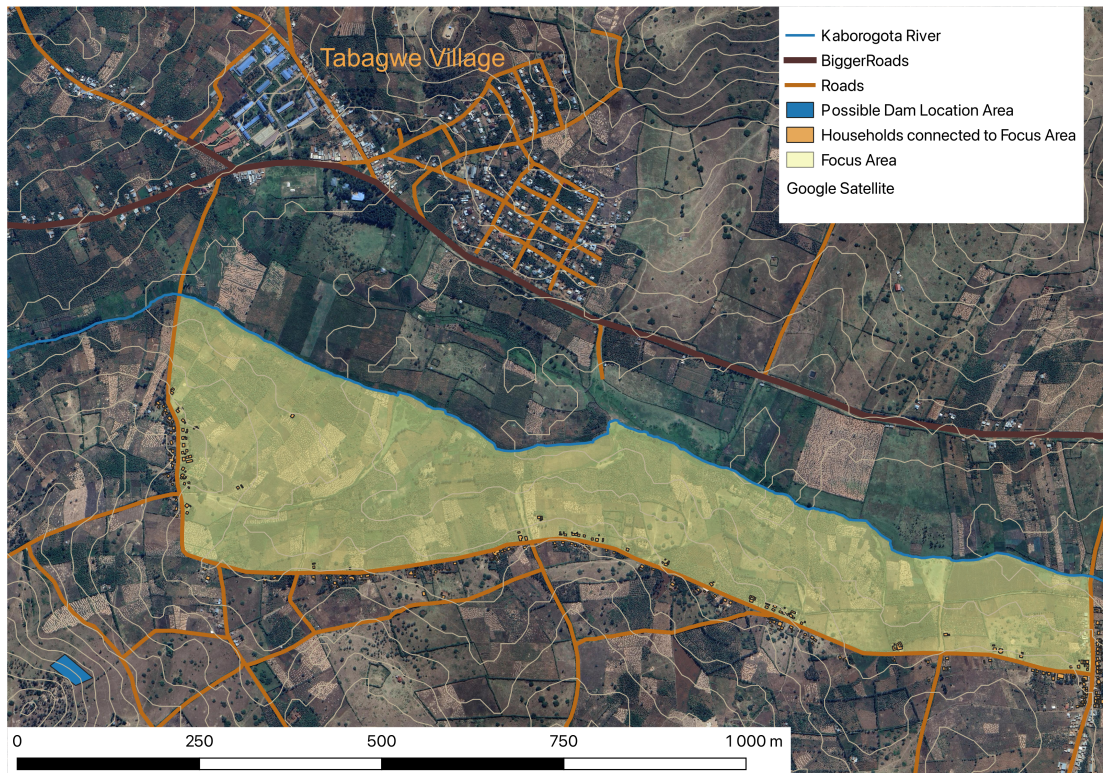 Tabagwe Village
Kaborogota River
BiggerRoads
Roads
Possible Dam Location Area
Households connected to Focus Area
Focus Area
Google Satellite
0 250 500 750 1 000 m